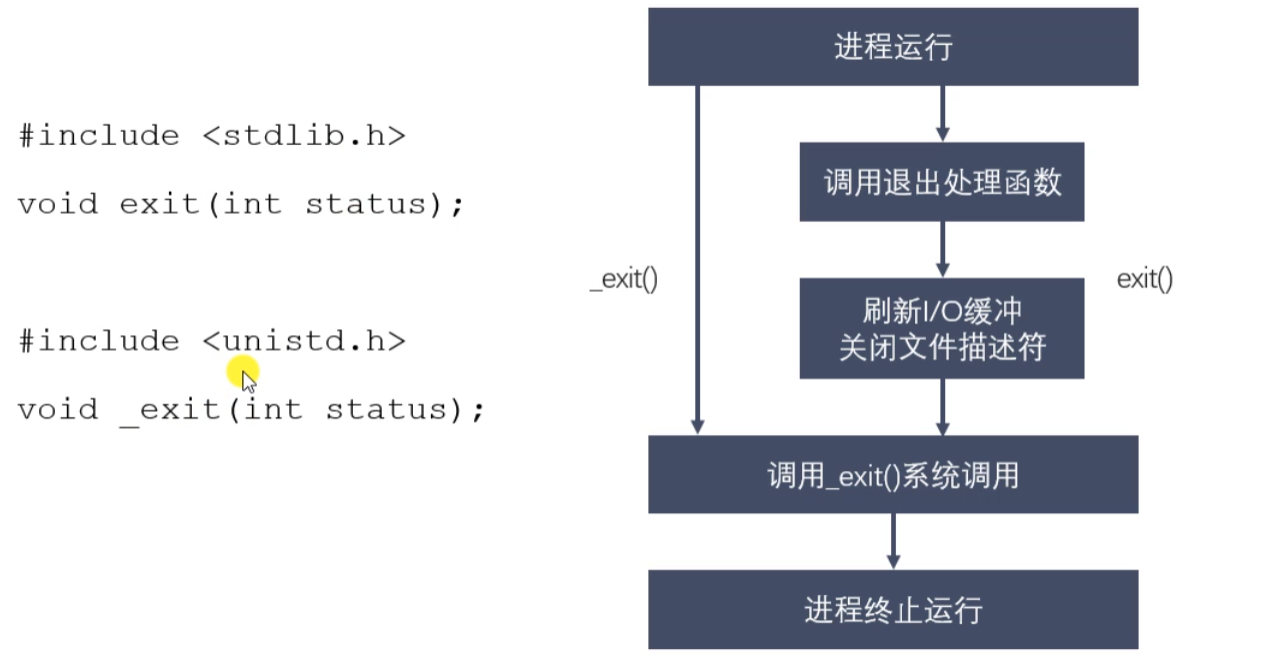 #include <stdlib.h>
void exit(int status);
#include <unistd.h>
void _exit(int status);
进程运行
调用退出处理函数
_exit()
exit()
刷新I/O缓冲
关闭文件描述符
调用_exit()系统调用
进程终止运行